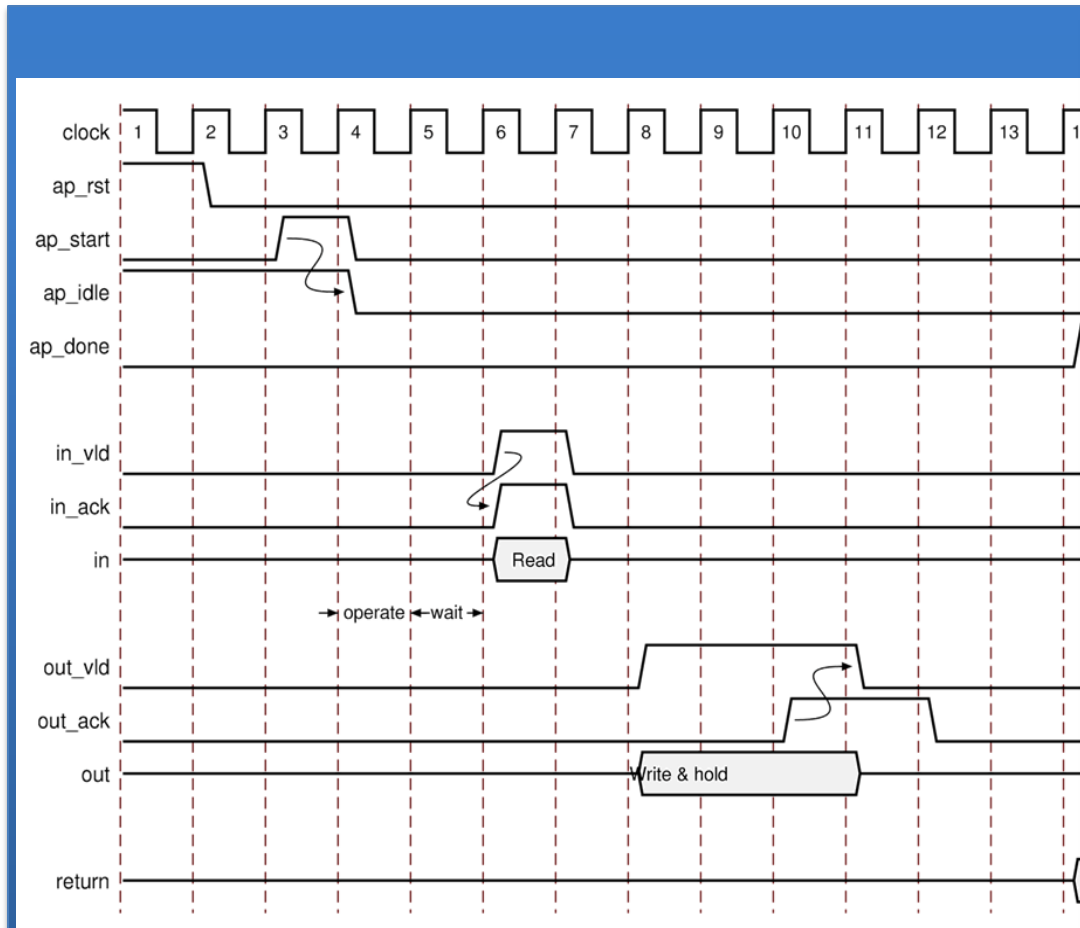 clock 1 2 3 4 5 6 7 8 9 10 11 12 13 1
ap_rst
ap_start
ap_idle
ap_done
in_vld
in_ack
in Read
operate wait
out_vld
out_ack
out Write & hold
return